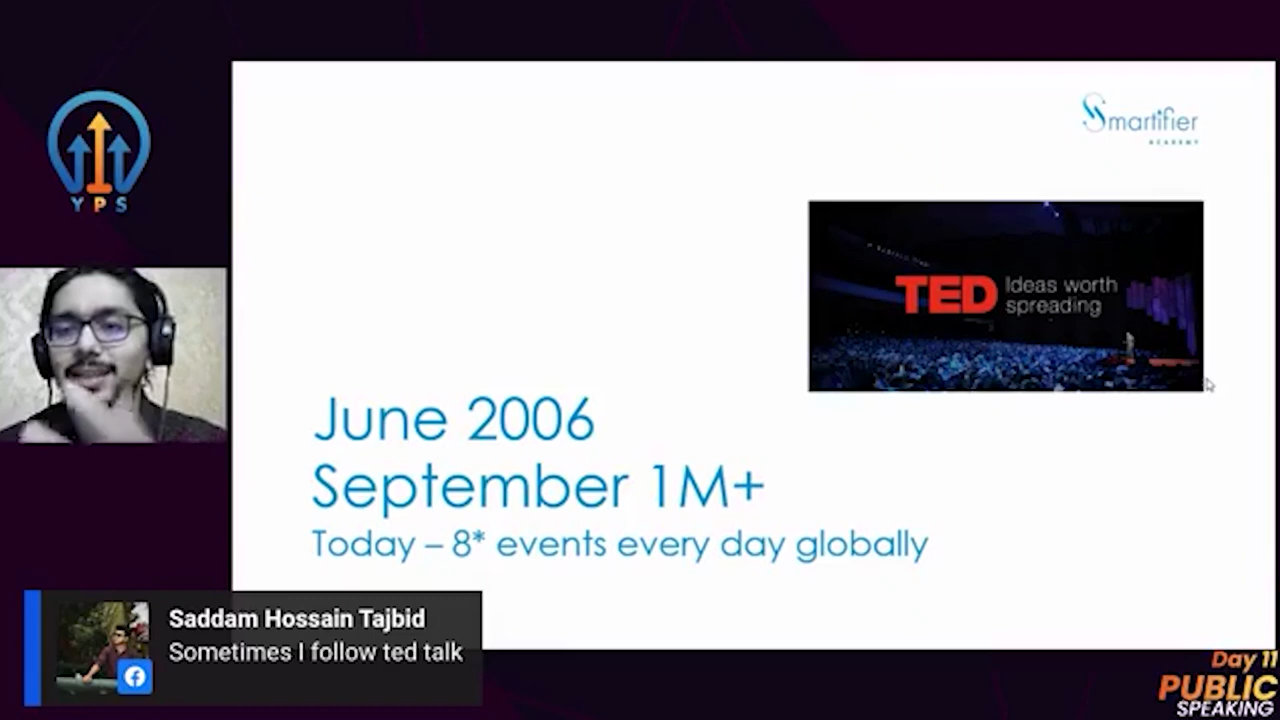 Smartifier
ACADEMY
YPS
TED Ideas worth
spreading
June 2006
September 1M+
Today – 8* events every day globally
Saddam Hossain Tajbid
Sometimes I follow ted talk
Day 11
PUBLIC
SPEAKING